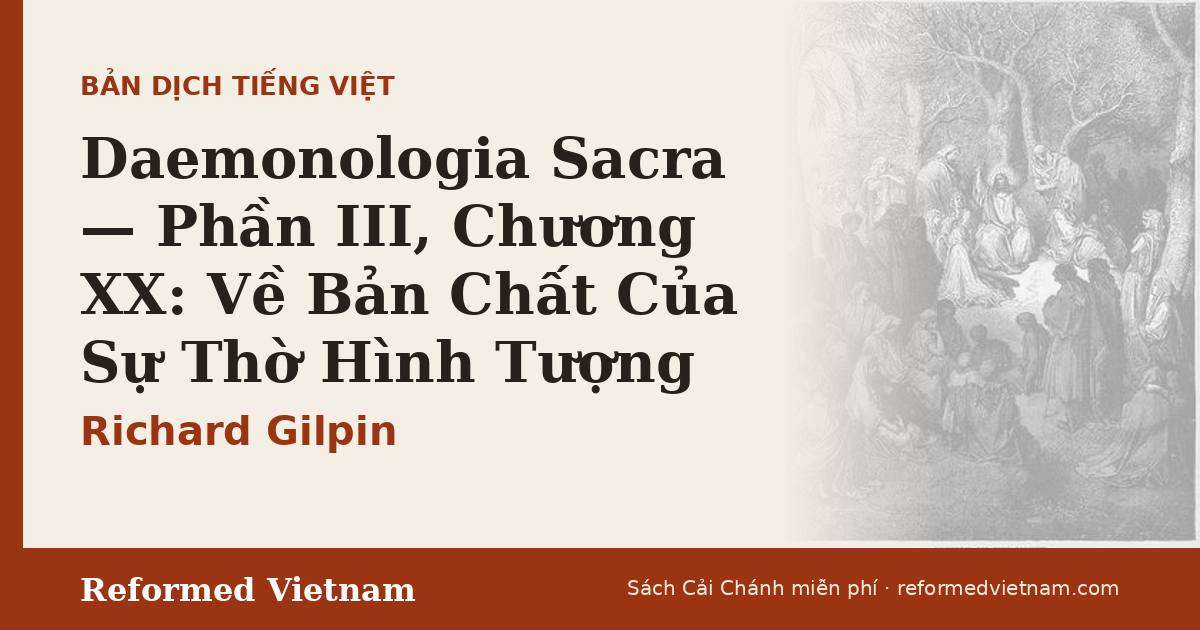 BẢN DỊCH TIẾNG VIỆT
Daemonologia Sacra
— Phần III, Chương
XX: Về Bản Chất Của
Sự Thờ Hình Tượng
Richard Gilpin
Reformed Vietnam
Sách Cải Chánh miễn phí · reformedvietnam.com